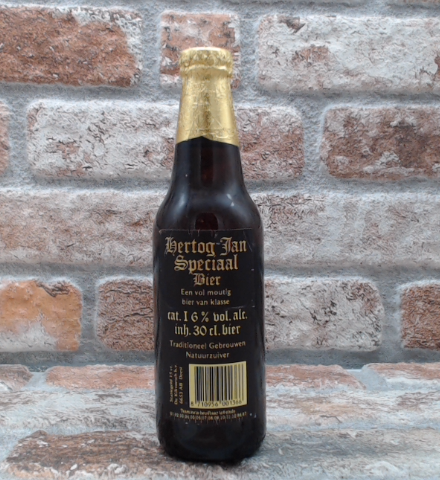 Hertog Jan
Speciaal
Bier
Een vol moutig
bier van klasse
cat. I 6 % vol. alc.
inh. 30 cl. bier
Traditioneel Gebrouwen
Natuurzuiver